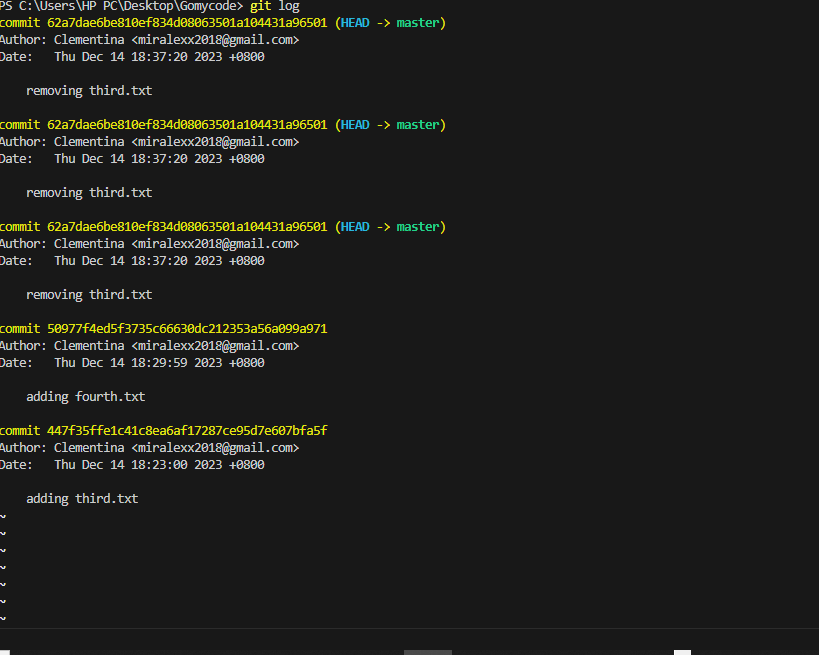 PS C:\Users\HP PC\Desktop\Gomycode> git log
commit 62a7dae6be810ef834d08063501a104431a96501 (HEAD -> master)
Author: Clementina <miralexx2018@gmail.com>
Date:   Thu Dec 14 18:37:20 2023 +0800
removing third.txt
commit 62a7dae6be810ef834d08063501a104431a96501 (HEAD -> master)
Author: Clementina <miralexx2018@gmail.com>
Date:   Thu Dec 14 18:37:20 2023 +0800
removing third.txt
commit 62a7dae6be810ef834d08063501a104431a96501 (HEAD -> master)
Author: Clementina <miralexx2018@gmail.com>
Date:   Thu Dec 14 18:37:20 2023 +0800
removing third.txt
commit 50977f4ed5f3735c66630dc212353a56a099a971
Author: Clementina <miralexx2018@gmail.com>
Date:   Thu Dec 14 18:29:59 2023 +0800
adding fourth.txt
commit 447f35ffe1c41c8ea6af17287ce95d7e607bfa5f
Author: Clementina <miralexx2018@gmail.com>
Date:   Thu Dec 14 18:23:00 2023 +0800
adding third.txt
~
~
~
~
~
~
~